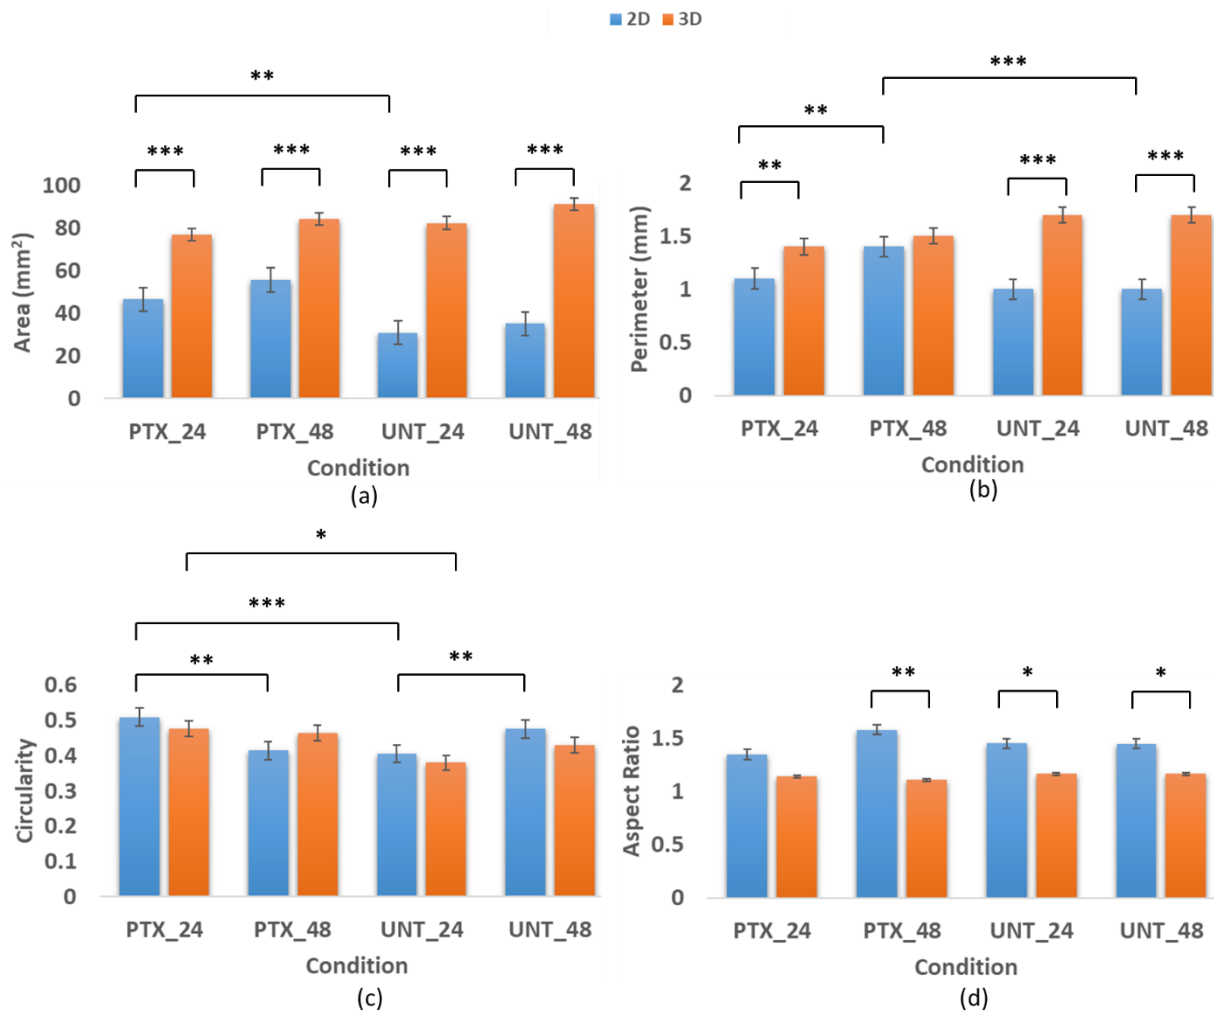 2D 3D
**
***
***
***
***
100
80
60
40
20
0
Area (mm²)
PTX_24 PTX_48 UNT_24 UNT_48
Condition
(a)
***
**
**
***
***
2
1.5
1
0.5
0
Perimeter (mm)
PTX_24 PTX_48 UNT_24 UNT_48
Condition
(b)
*
***
**
**
0.6
0.5
0.4
0.3
0.2
0.1
0
Circularity
PTX_24 PTX_48 UNT_24 UNT_48
Condition
(c)
**
*
*
2
1.5
1
0.5
0
Aspect Ratio
PTX_24 PTX_48 UNT_24 UNT_48
Condition
(d)